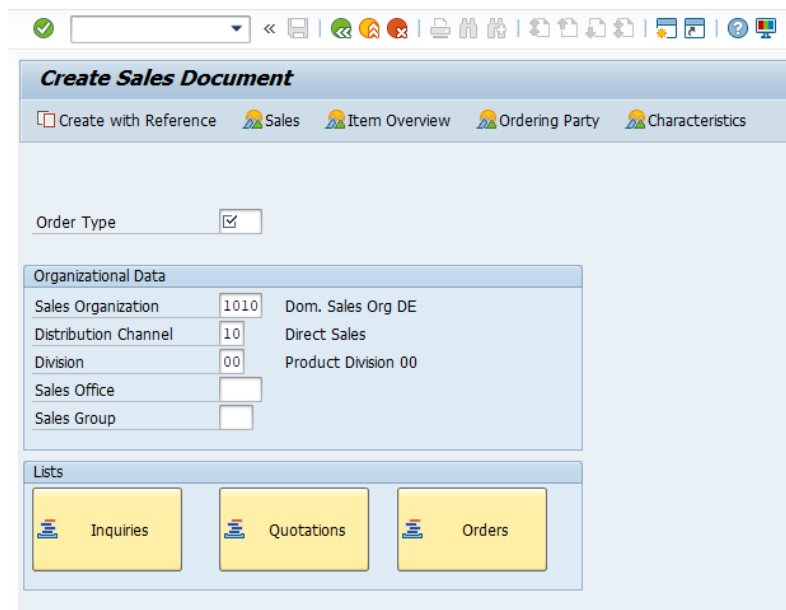 Create Sales Document
Create with Reference Sales Item Overview Ordering Party Characteristics
Order Type
Organizational Data
Sales Organization 1010 Dom. Sales Org DE
Distribution Channel 10 Direct Sales
Division 00 Product Division 00
Sales Office
Sales Group
Lists
Inquiries Quotations Orders